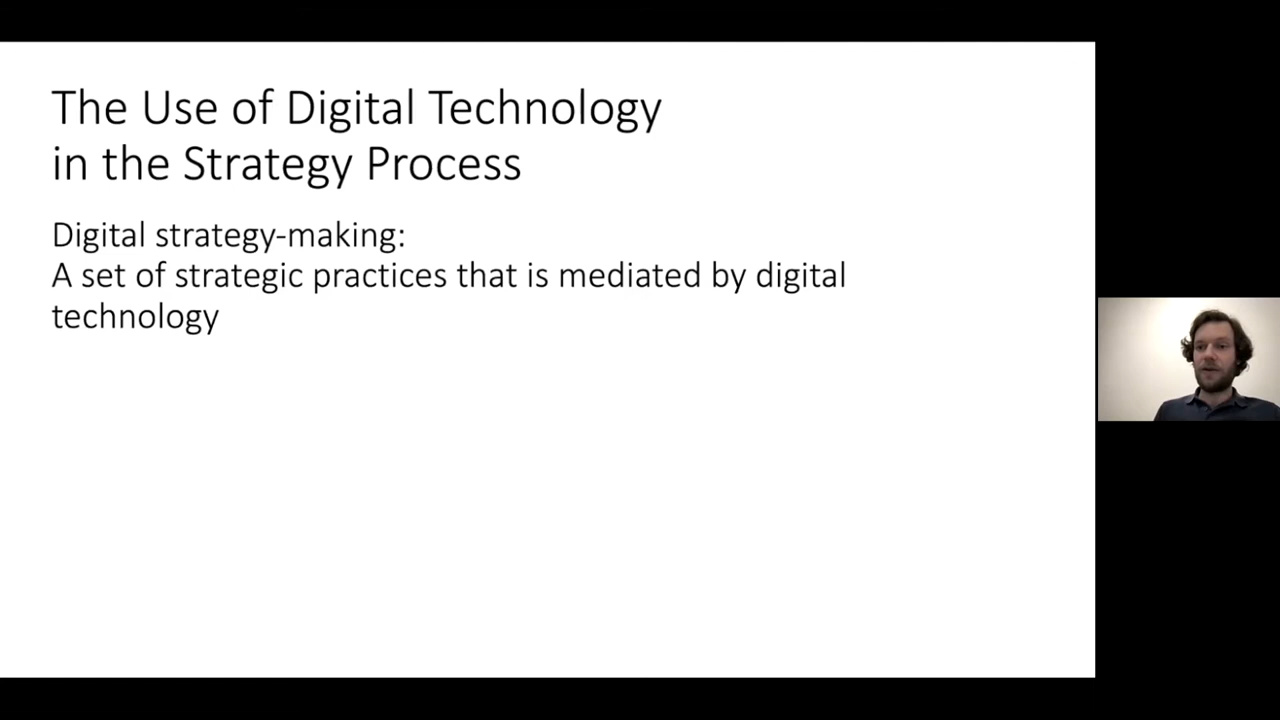 The Use of Digital Technology
in the Strategy Process
Digital strategy-making:
A set of strategic practices that is mediated by digital
technology